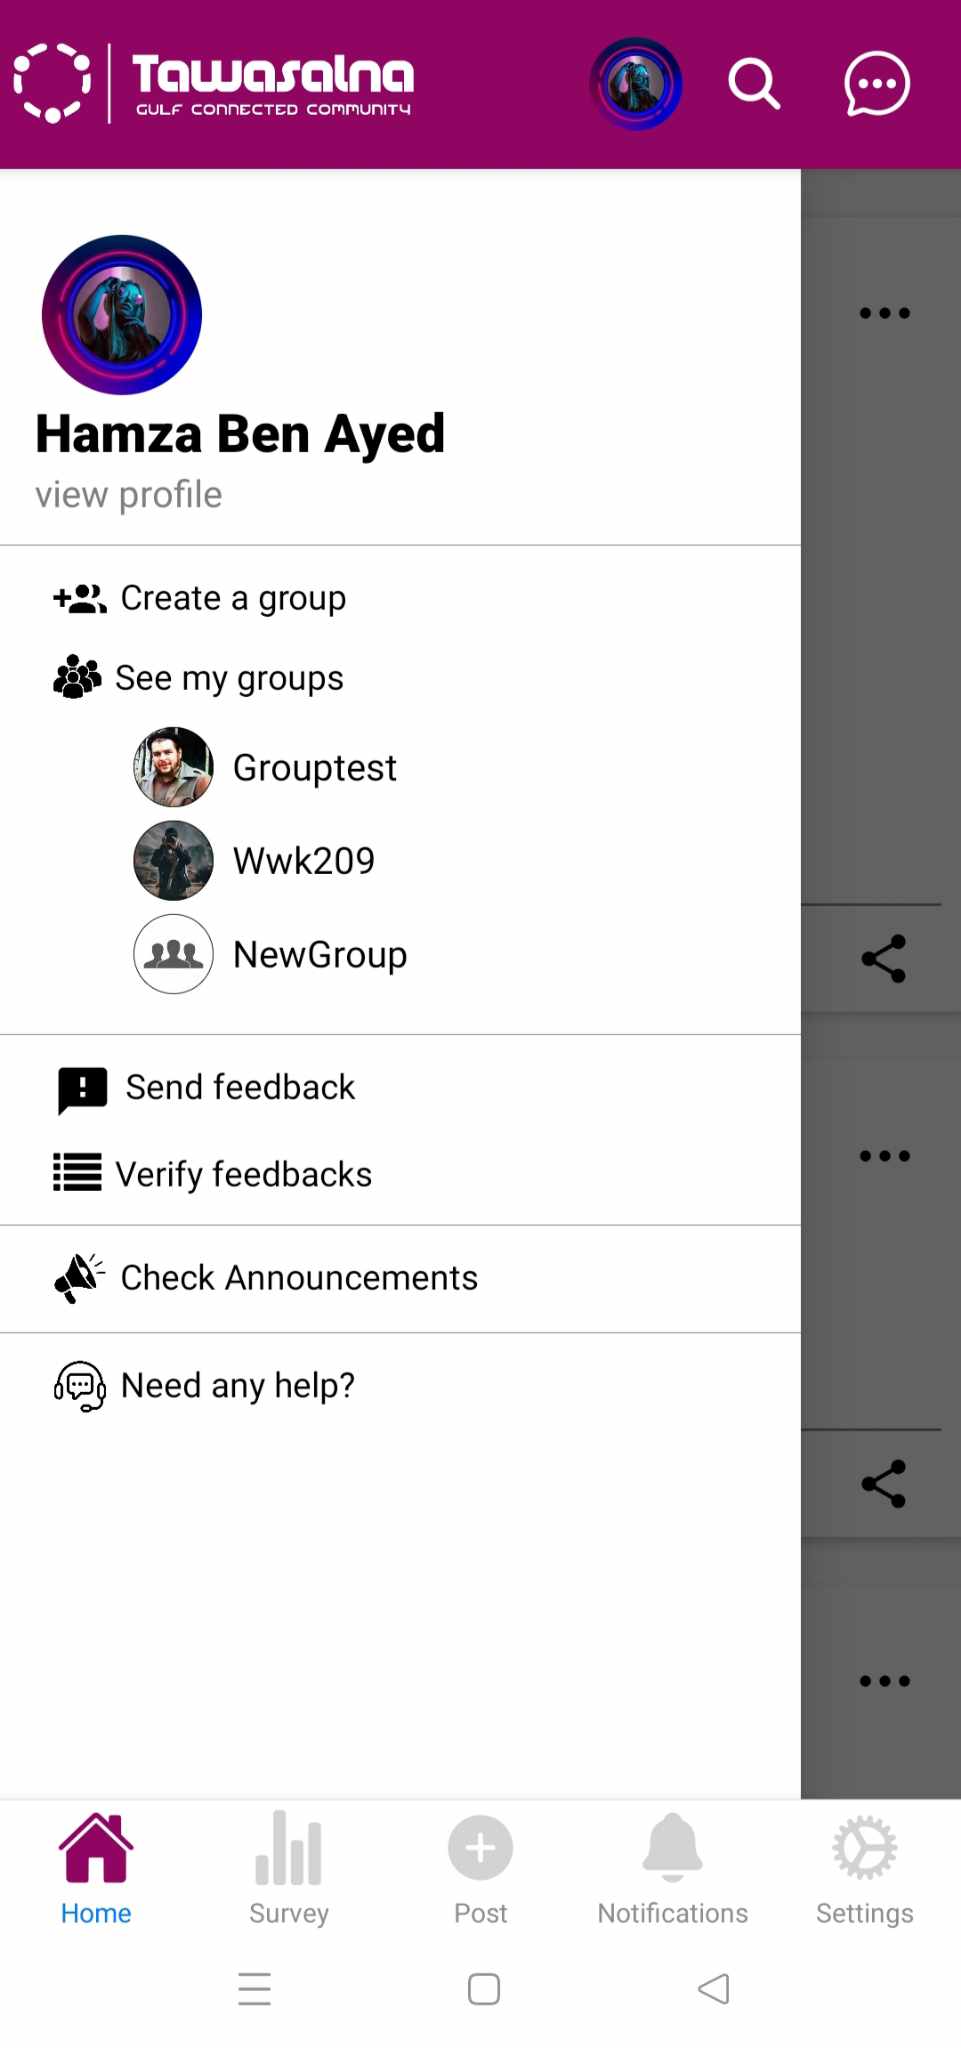 Tawasalna
GULF CONNECTED COMMUNITY
Hamza Ben Ayed
view profile
Create a group
See my groups
Grouptest
Wwk209
NewGroup
Send feedback
Verify feedbacks
Check Announcements
Need any help?
Home Survey Post Notifications Settings